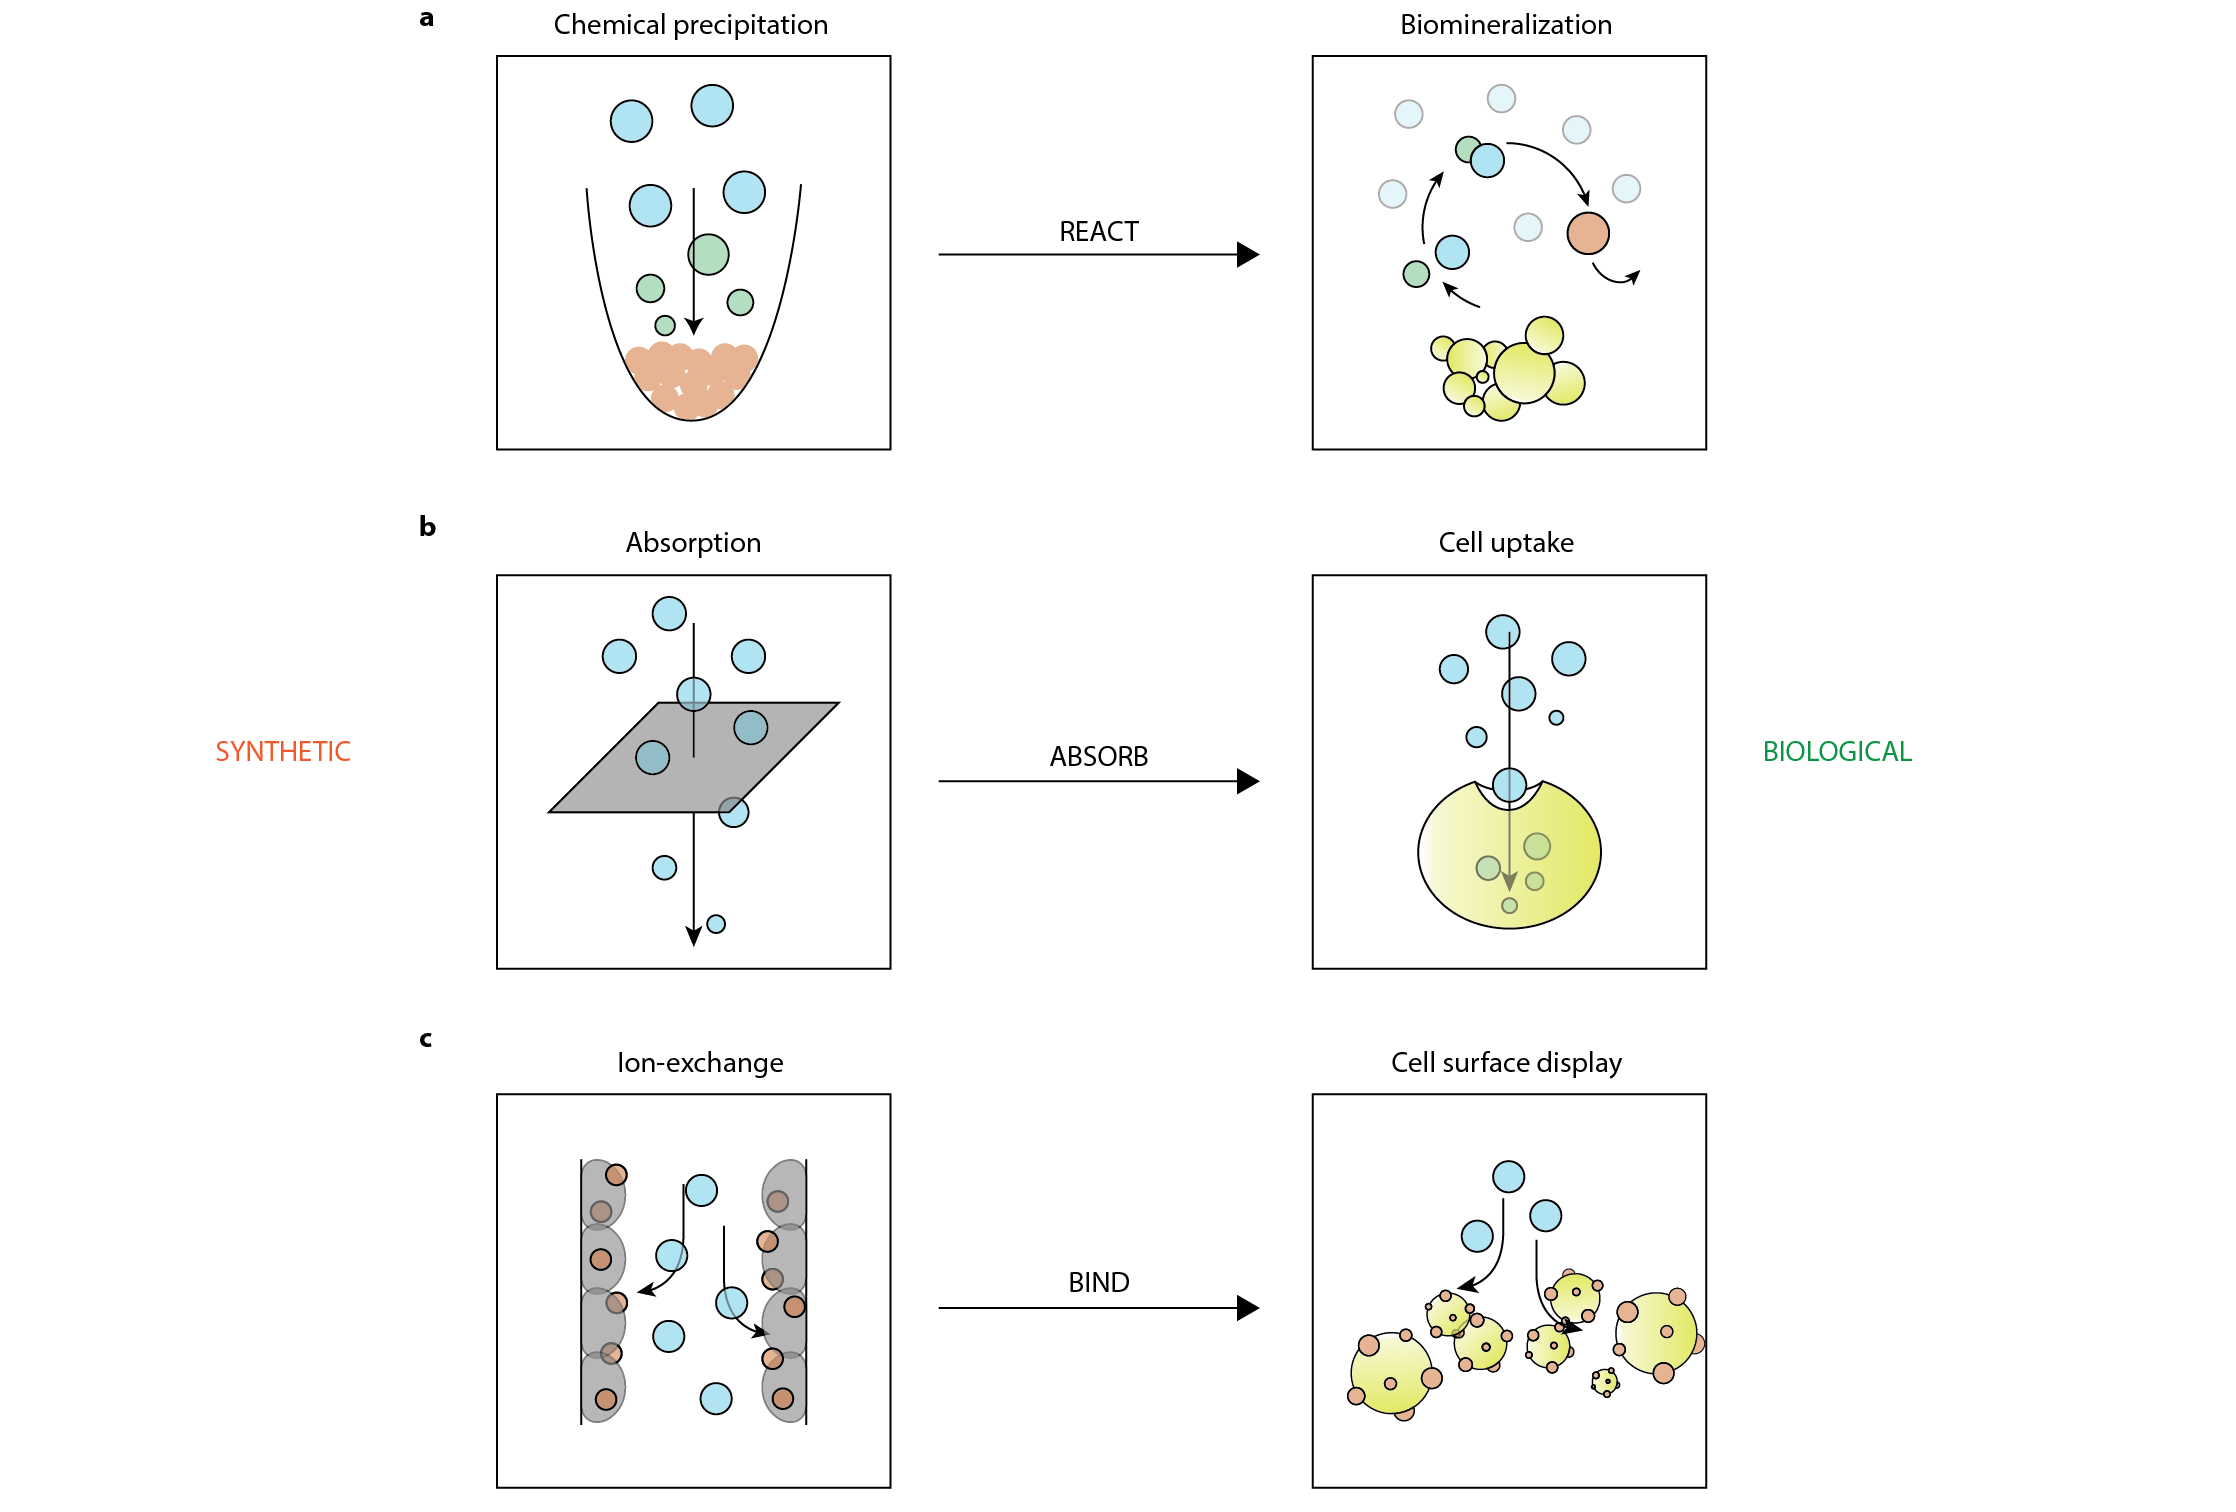 a
Chemical precipitation
Biomineralization
REACT
b
Absorption
Cell uptake
SYNTHETIC
ABSORB
BIOLOGICAL
c
Ion-exchange
Cell surface display
BIND